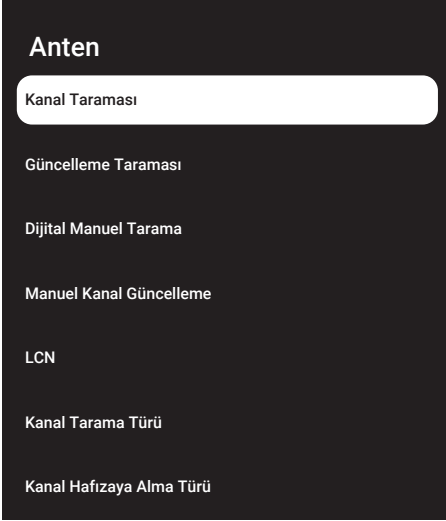 Anten
Kanal Taraması
Güncelleme Taraması
Dijital Manuel Tarama
Manuel Kanal Güncelleme
LCN
Kanal Tarama Türü
Kanal Hafızaya Alma Türü